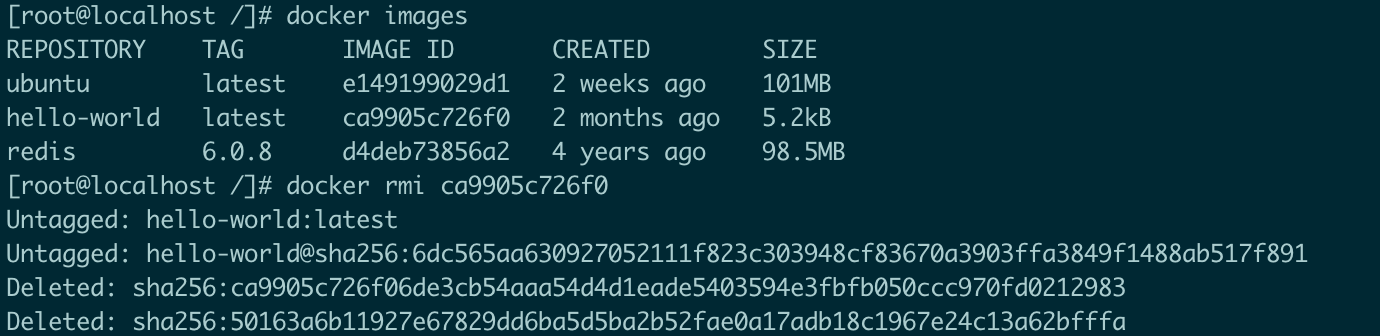 [root@localhost /]# docker images
REPOSITORY    TAG       IMAGE ID       CREATED        SIZE
ubuntu        latest    e149199029d1   2 weeks ago    101MB
hello-world   latest    ca9905c726f0   2 months ago   5.2kB
redis         6.0.8     d4deb73856a2   4 years ago    98.5MB
[root@localhost /]# docker rmi ca9905c726f0
Untagged: hello-world:latest
Untagged: hello-world@sha256:6dc565aa630927052111f823c303948cf83670a3903ffa3849f1488ab517f891
Deleted: sha256:ca9905c726f06de3cb54aaa54d4d1eade5403594e3fbfb050ccc970fd0212983
Deleted: sha256:50163a6b11927e67829dd6ba5d5ba2b52fae0a17adb18c1967e24c13a62bfffa